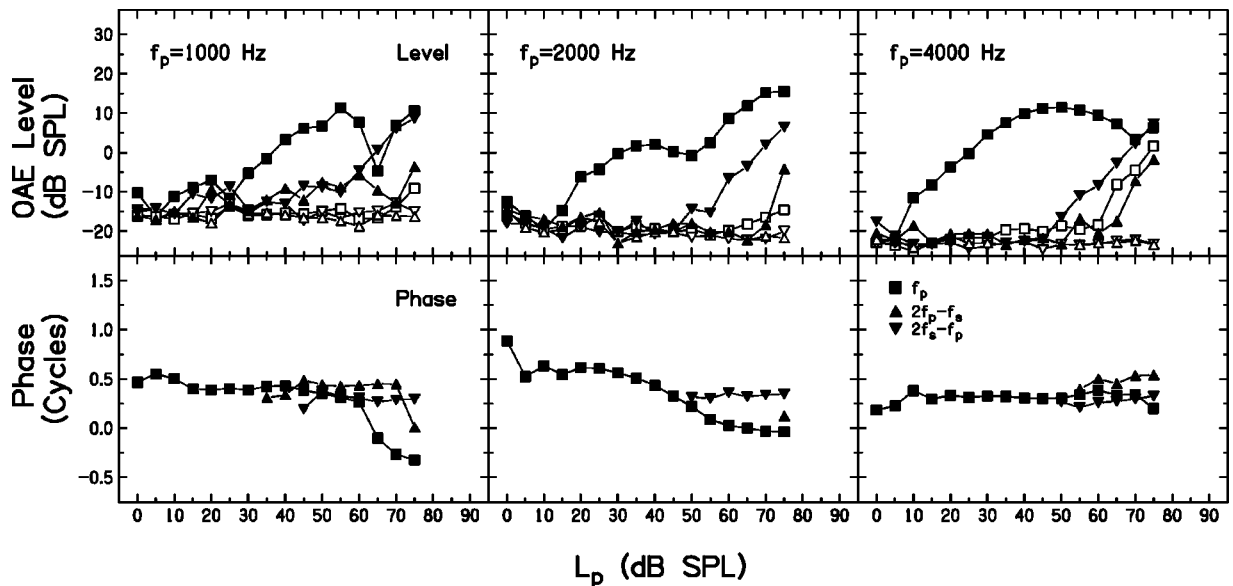 f_p=1000 Hz Level
f_p=2000 Hz
f_p=4000 Hz
OAE Level
(dB SPL)
30
20
10
0
−10
−20
Phase
f_p
2f_p−f_s
2f_s−f_p
Phase
(Cycles)
1.5
1.0
0.5
0.0
−0.5
0 10 20 30 40 50 60 70 80 90
0 10 20 30 40 50 60 70 80 90
0 10 20 30 40 50 60 70 80 90
L_p (dB SPL)